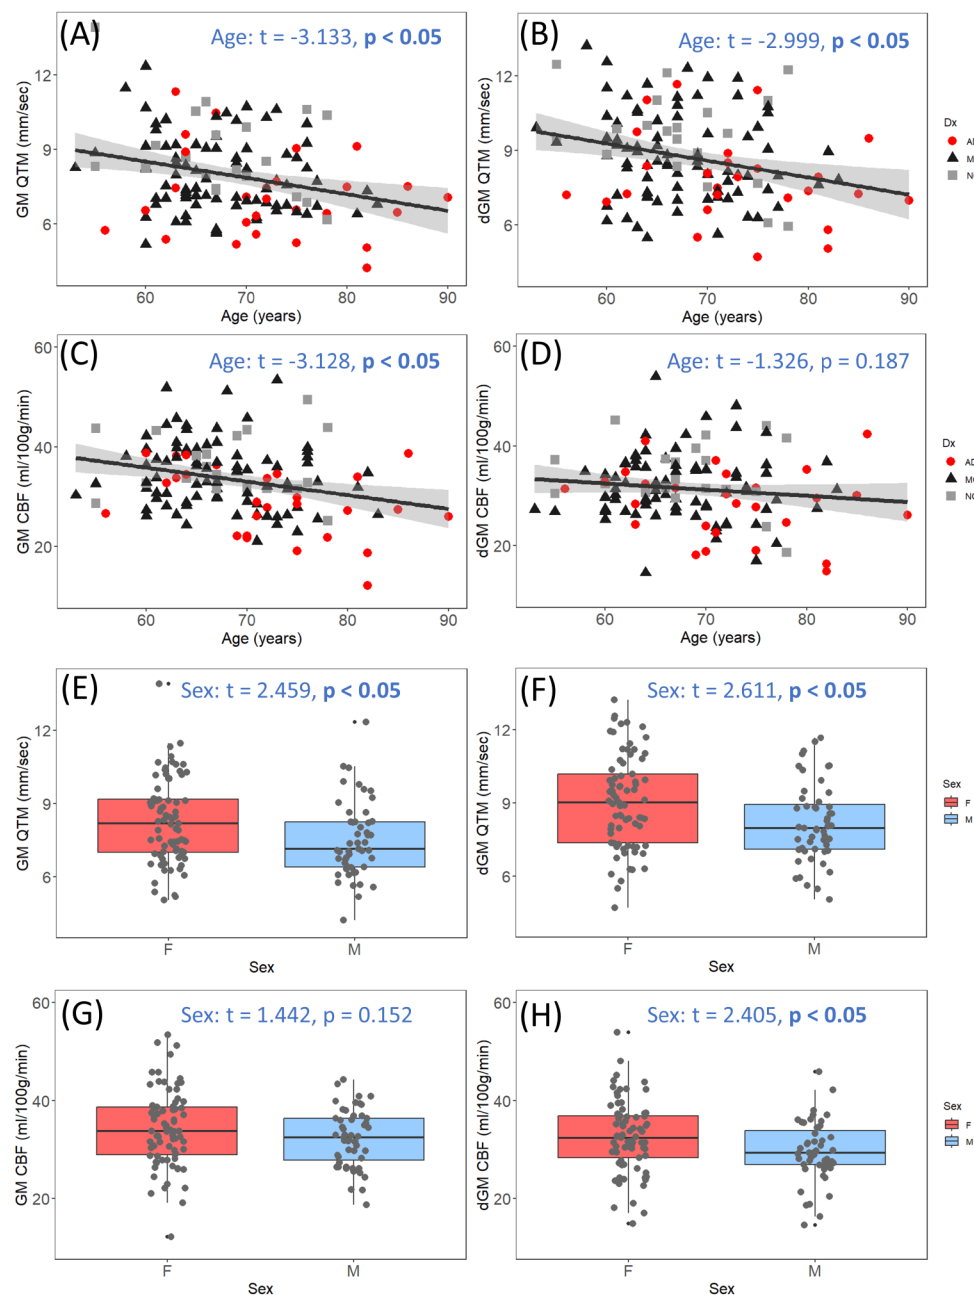 (A) Age: t = -3.133, p < 0.05
GM QTM (mm/sec)
12
9
6
60 70 80 90
Age (years)
(B) Age: t = -2.999, p < 0.05
dGM QTM (mm/sec)
12
9
6
60 70 80 90
Age (years)
Dx
(C) Age: t = -3.128, p < 0.05
GM CBF (ml/100g/min)
60
40
20
60 70 80 90
Age (years)
(D) Age: t = -1.326, p = 0.187
dGM CBF (ml/100g/min)
60
40
20
60 70 80 90
Age (years)
Dx
AD
(E) Sex: t = 2.459, p < 0.05
GM QTM (mm/sec)
12
9
6
F M
Sex
(F) Sex: t = 2.611, p < 0.05
dGM QTM (mm/sec)
12
9
6
F M
Sex
Sex
F
M
(G) Sex: t = 1.442, p = 0.152
GM CBF (ml/100g/min)
60
40
20
F M
Sex
(H) Sex: t = 2.405, p < 0.05
dGM CBF (ml/100g/min)
60
40
20
F M
Sex
Sex
F
M